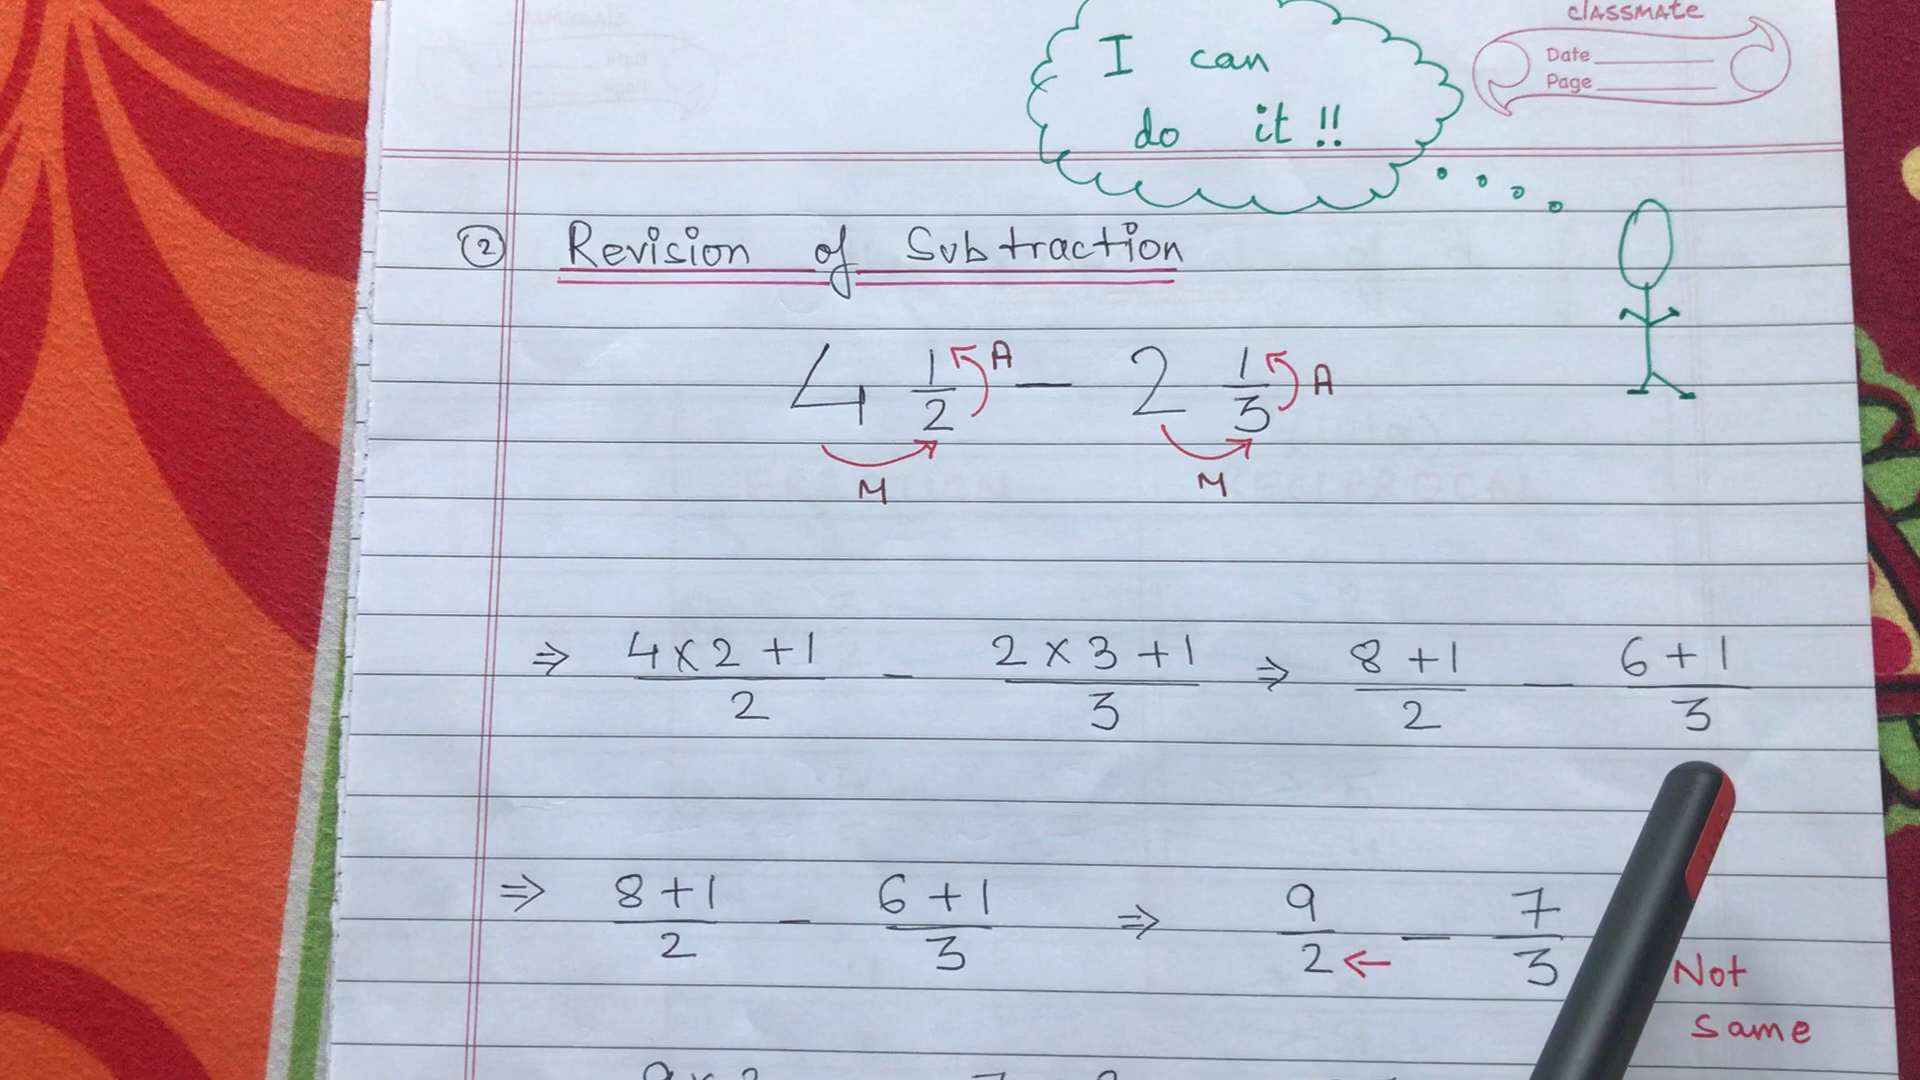 classmate
Date
Page
I can
do it !!
② Revision of Subtraction
4 1/2 A — 2 1/3 A
M M
⇒ 4 x 2 + 1 / 2 - 2 x 3 + 1 / 3 ⇒ 8 + 1 / 2 — 6 + 1 / 3
⇒ 8 + 1 / 2 - 6 + 1 / 3 ⇒ 9 / 2 ← — 7 / 3
Not
same